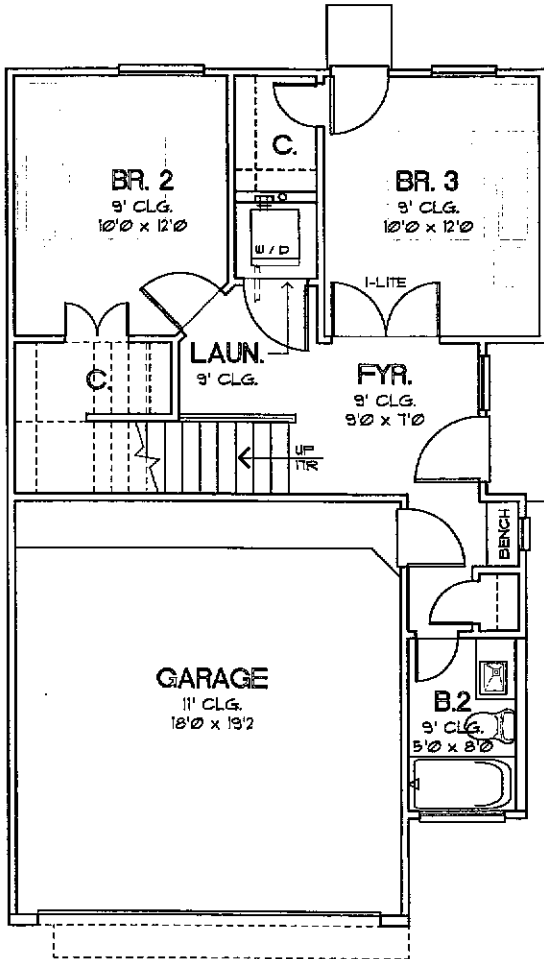 BR. 2
9' CLG.
10'0 x 12'0
C.
BR. 3
9' CLG.
10'0 x 12'0
W / D
1-LITE
LAUN.
9' CLG.
FYR.
9' CLG.
9'0 x 7'0
C.
UP
17R
BENCH
GARAGE
11' CLG.
18'0 x 19'2
B.2
9' CLG.
5'0 x 8'0